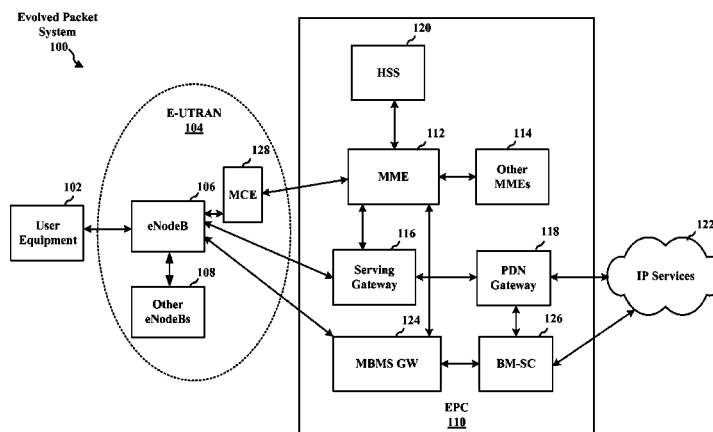 Evolved Packet
System
100
120
HSS
E-UTRAN
104
128
MCE
112
MME
114
Other
MMEs
102
User
Equipment
106
eNodeB
116
Serving
Gateway
118
PDN
Gateway
122
IP Services
108
Other
eNodeBs
124
MBMS GW
126
BM-SC
EPC
110